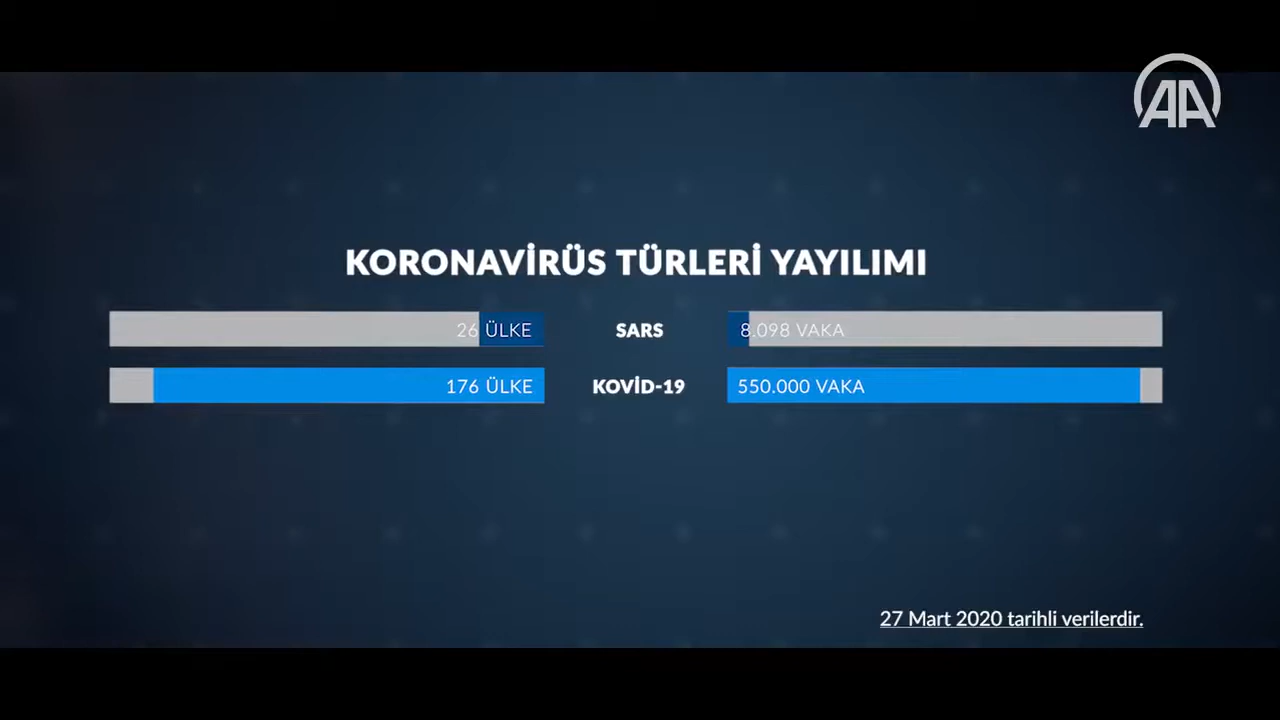 AA
KORONAVİRÜS TÜRLERİ YAYILIMI
26 ÜLKE SARS 8.098 VAKA
176 ÜLKE KOVİD-19 550.000 VAKA
27 Mart 2020 tarihli verilerdir.